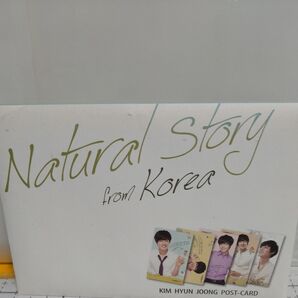 Natural Story
from Korea
KIM HYUN JOONG POST-CARD